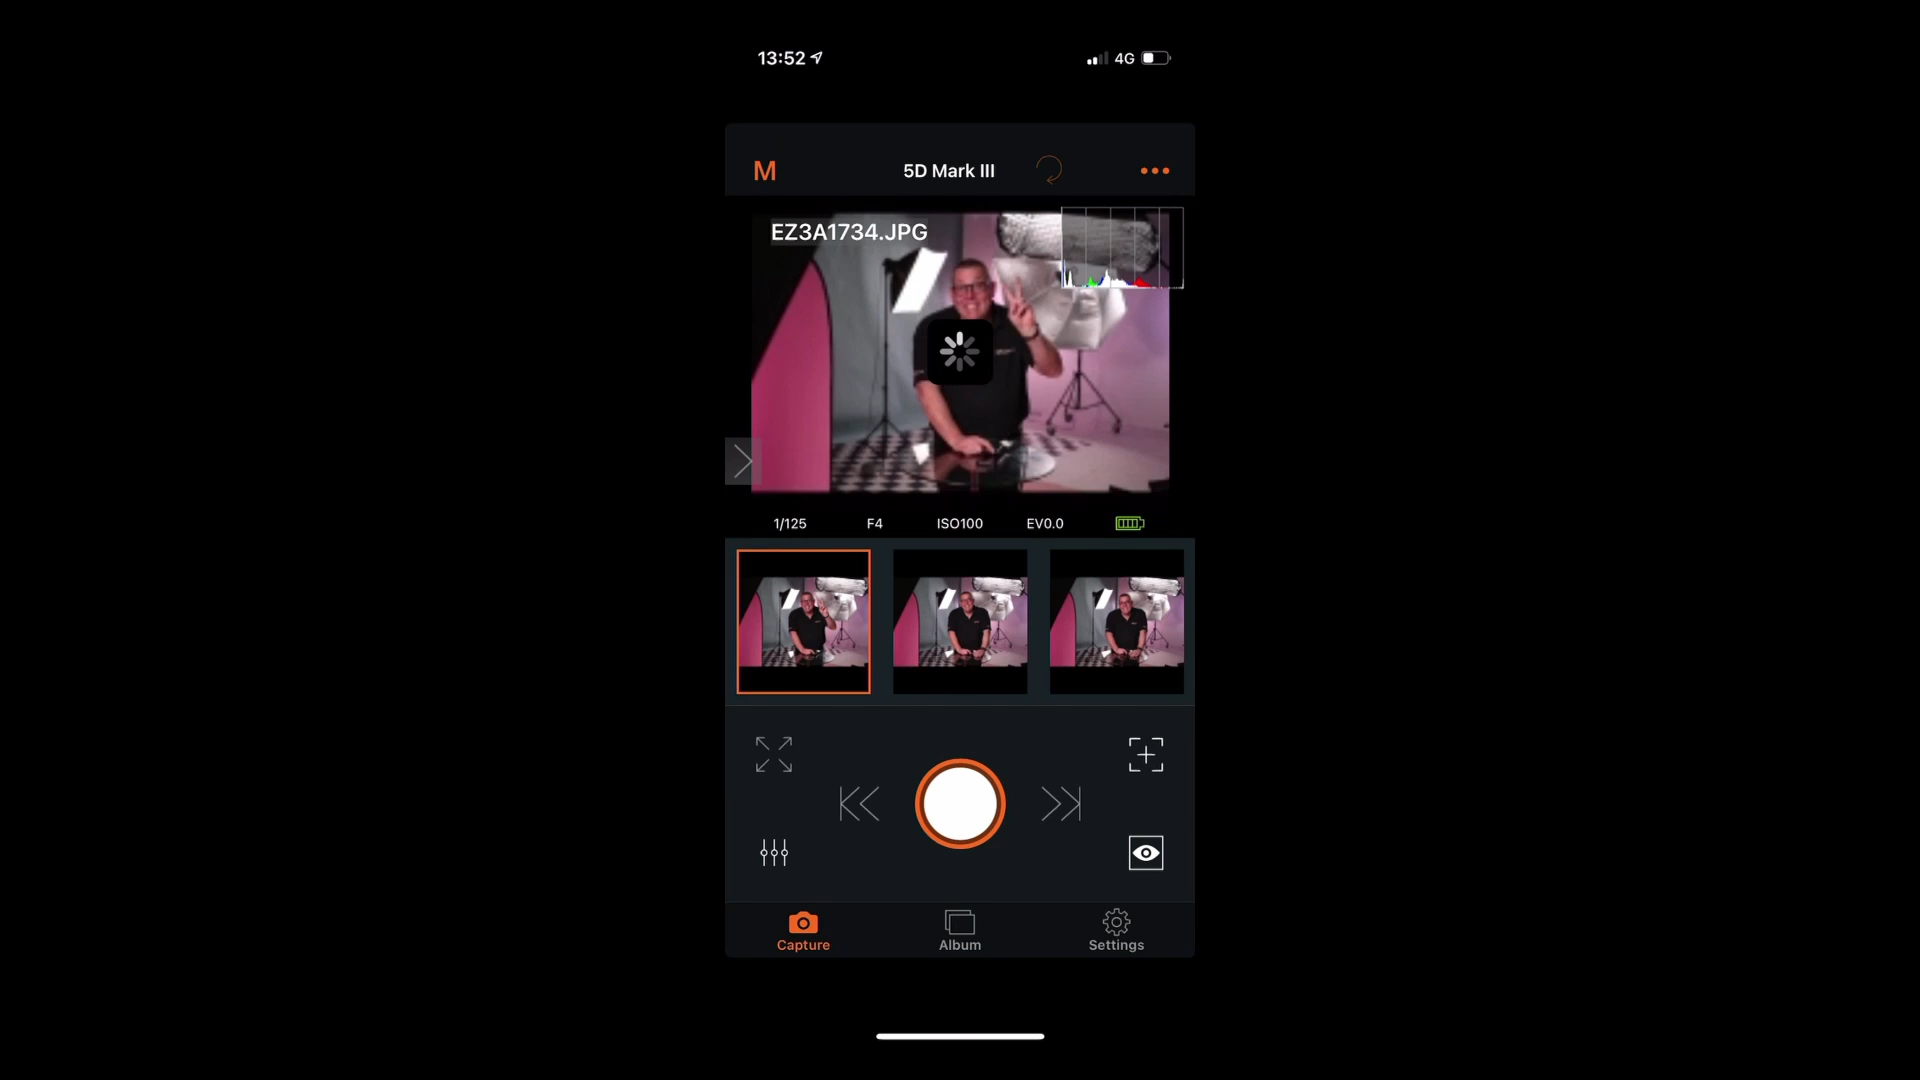 13:52
4G
M
5D Mark III
EZ3A1734.JPG
1/125 F4 ISO100 EV0.0
Capture Album Settings